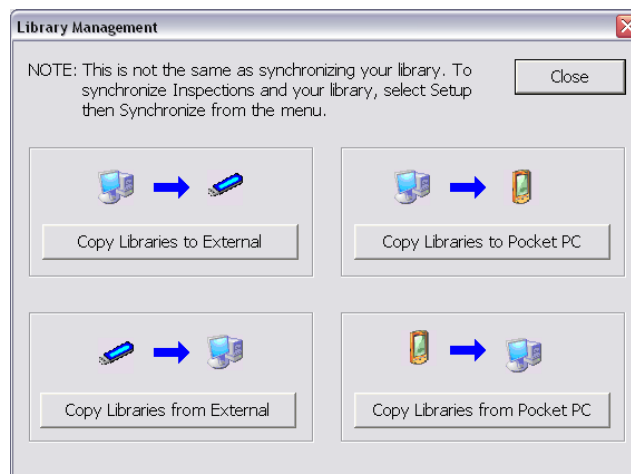 Library Management
NOTE: This is not the same as synchronizing your library. To
synchronize Inspections and your library, select Setup
then Synchronize from the menu.
Close
Copy Libraries to External
Copy Libraries to Pocket PC
Copy Libraries from External
Copy Libraries from Pocket PC